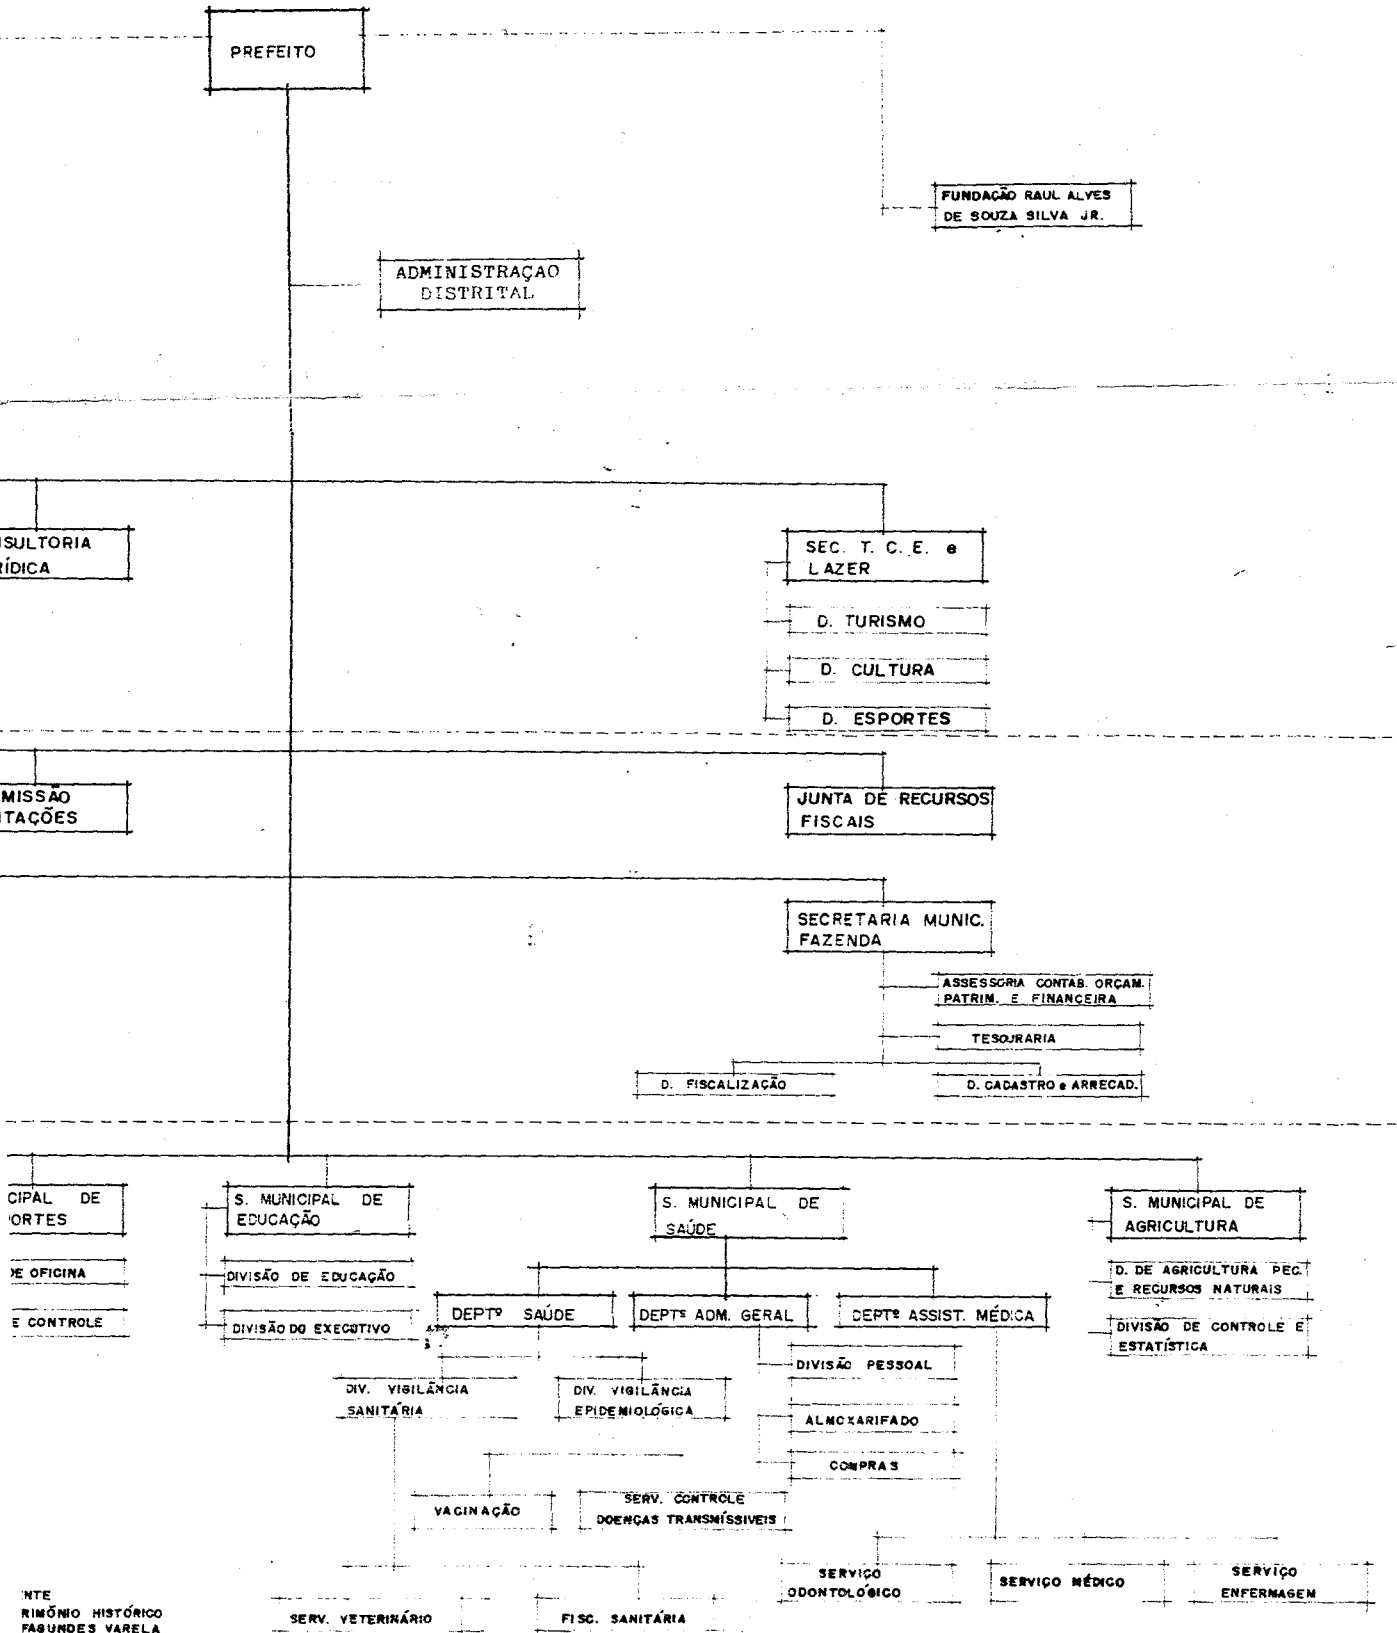 PREFEITO
FUNDAÇÃO RAUL ALVES
DE SOUZA SILVA JR.
ADMINISTRAÇAO
DISTRITAL
NSULTORIA
RÍDICA
SEC. T. C. E. e
LAZER
D. TURISMO
D. CULTURA
D. ESPORTES
MISSÃO
ITAÇÕES
JUNTA DE RECURSOS
FISCAIS
SECRETARIA MUNIC.
FAZENDA
ASSESSORIA CONTAB. ORÇAM.
PATRIM. E FINANCEIRA
TESOURARIA
D. FISCALIZAÇÃO
D. CADASTRO e ARRECAD.
CIPAL DE
ORTES
DE OFICINA
E CONTROLE
S. MUNICIPAL DE
EDUCAÇÃO
DIVISÃO DE EDUCAÇÃO
DIVISÃO DO EXECUTIVO
S. MUNICIPAL DE
SAÚDE
DEPTº SAÚDE
DEPTº ADM. GERAL
DEPTº ASSIST. MÉDICA
S. MUNICIPAL DE
AGRICULTURA
D. DE AGRICULTURA PEC.
E RECURSOS NATURAIS
DIVISÃO DE CONTROLE E
ESTATÍSTICA
DIV. VIGILÂNCIA
SANITÁRIA
DIV. VIGILÂNCIA
EPIDEMIOLÓGICA
DIVISÃO PESSOAL
ALMOXARIFADO
COMPRAS
VACINAÇÃO
SERV. CONTROLE
DOENÇAS TRANSMÍSSIVEIS
SERVIÇO
ODONTOLÓGICO
SERVIÇO MÉDICO
SERVIÇO
ENFERMAGEM
SERV. VETERINÁRIO
FISC. SANITÁRIA
NTE
RIMÔNIO HISTÓRICO
FAGUNDES VARELA